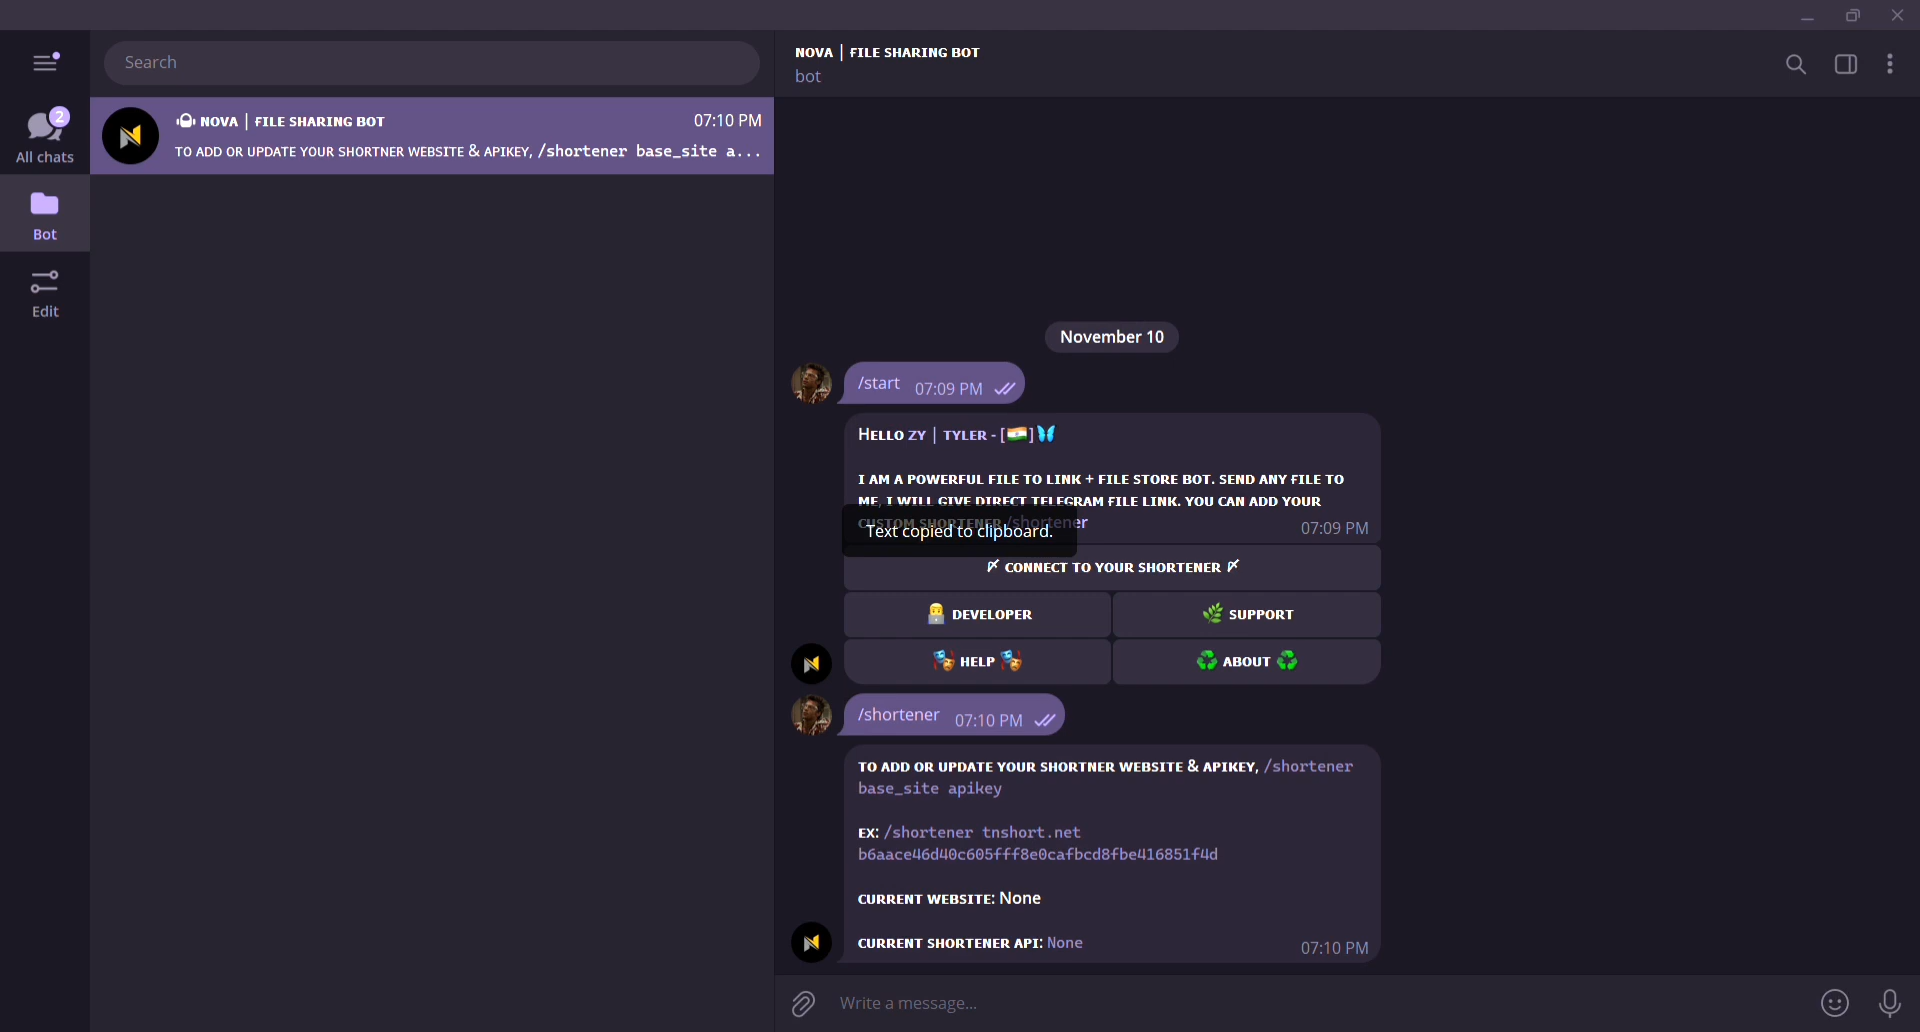 Search
NOVA | FILE SHARING BOT
bot
2
All chats
Bot
Edit
NOVA | FILE SHARING BOT 07:10 PM
TO ADD OR UPDATE YOUR SHORTNER WEBSITE & APIKEY, /shortener base_site a...
November 10
/start 07:09 PM
HELLO ZY | TYLER - [🇮🇳]🦋
I AM A POWERFUL FILE TO LINK + FILE STORE BOT. SEND ANY FILE TO
ME, I WILL GIVE DIRECT TELEGRAM FILE LINK. YOU CAN ADD YOUR
CUSTOM SHORTENER /shortener 07:09 PM
Text copied to clipboard.
CONNECT TO YOUR SHORTENER
DEVELOPER
SUPPORT
HELP
ABOUT
/shortener 07:10 PM
TO ADD OR UPDATE YOUR SHORTNER WEBSITE & APIKEY, /shortener
base_site apikey
EX: /shortener tnshort.net
b6aace46d40c605fff8e0cafbcd8fbe416851f4d
CURRENT WEBSITE: None
CURRENT SHORTENER API: None 07:10 PM
Write a message...